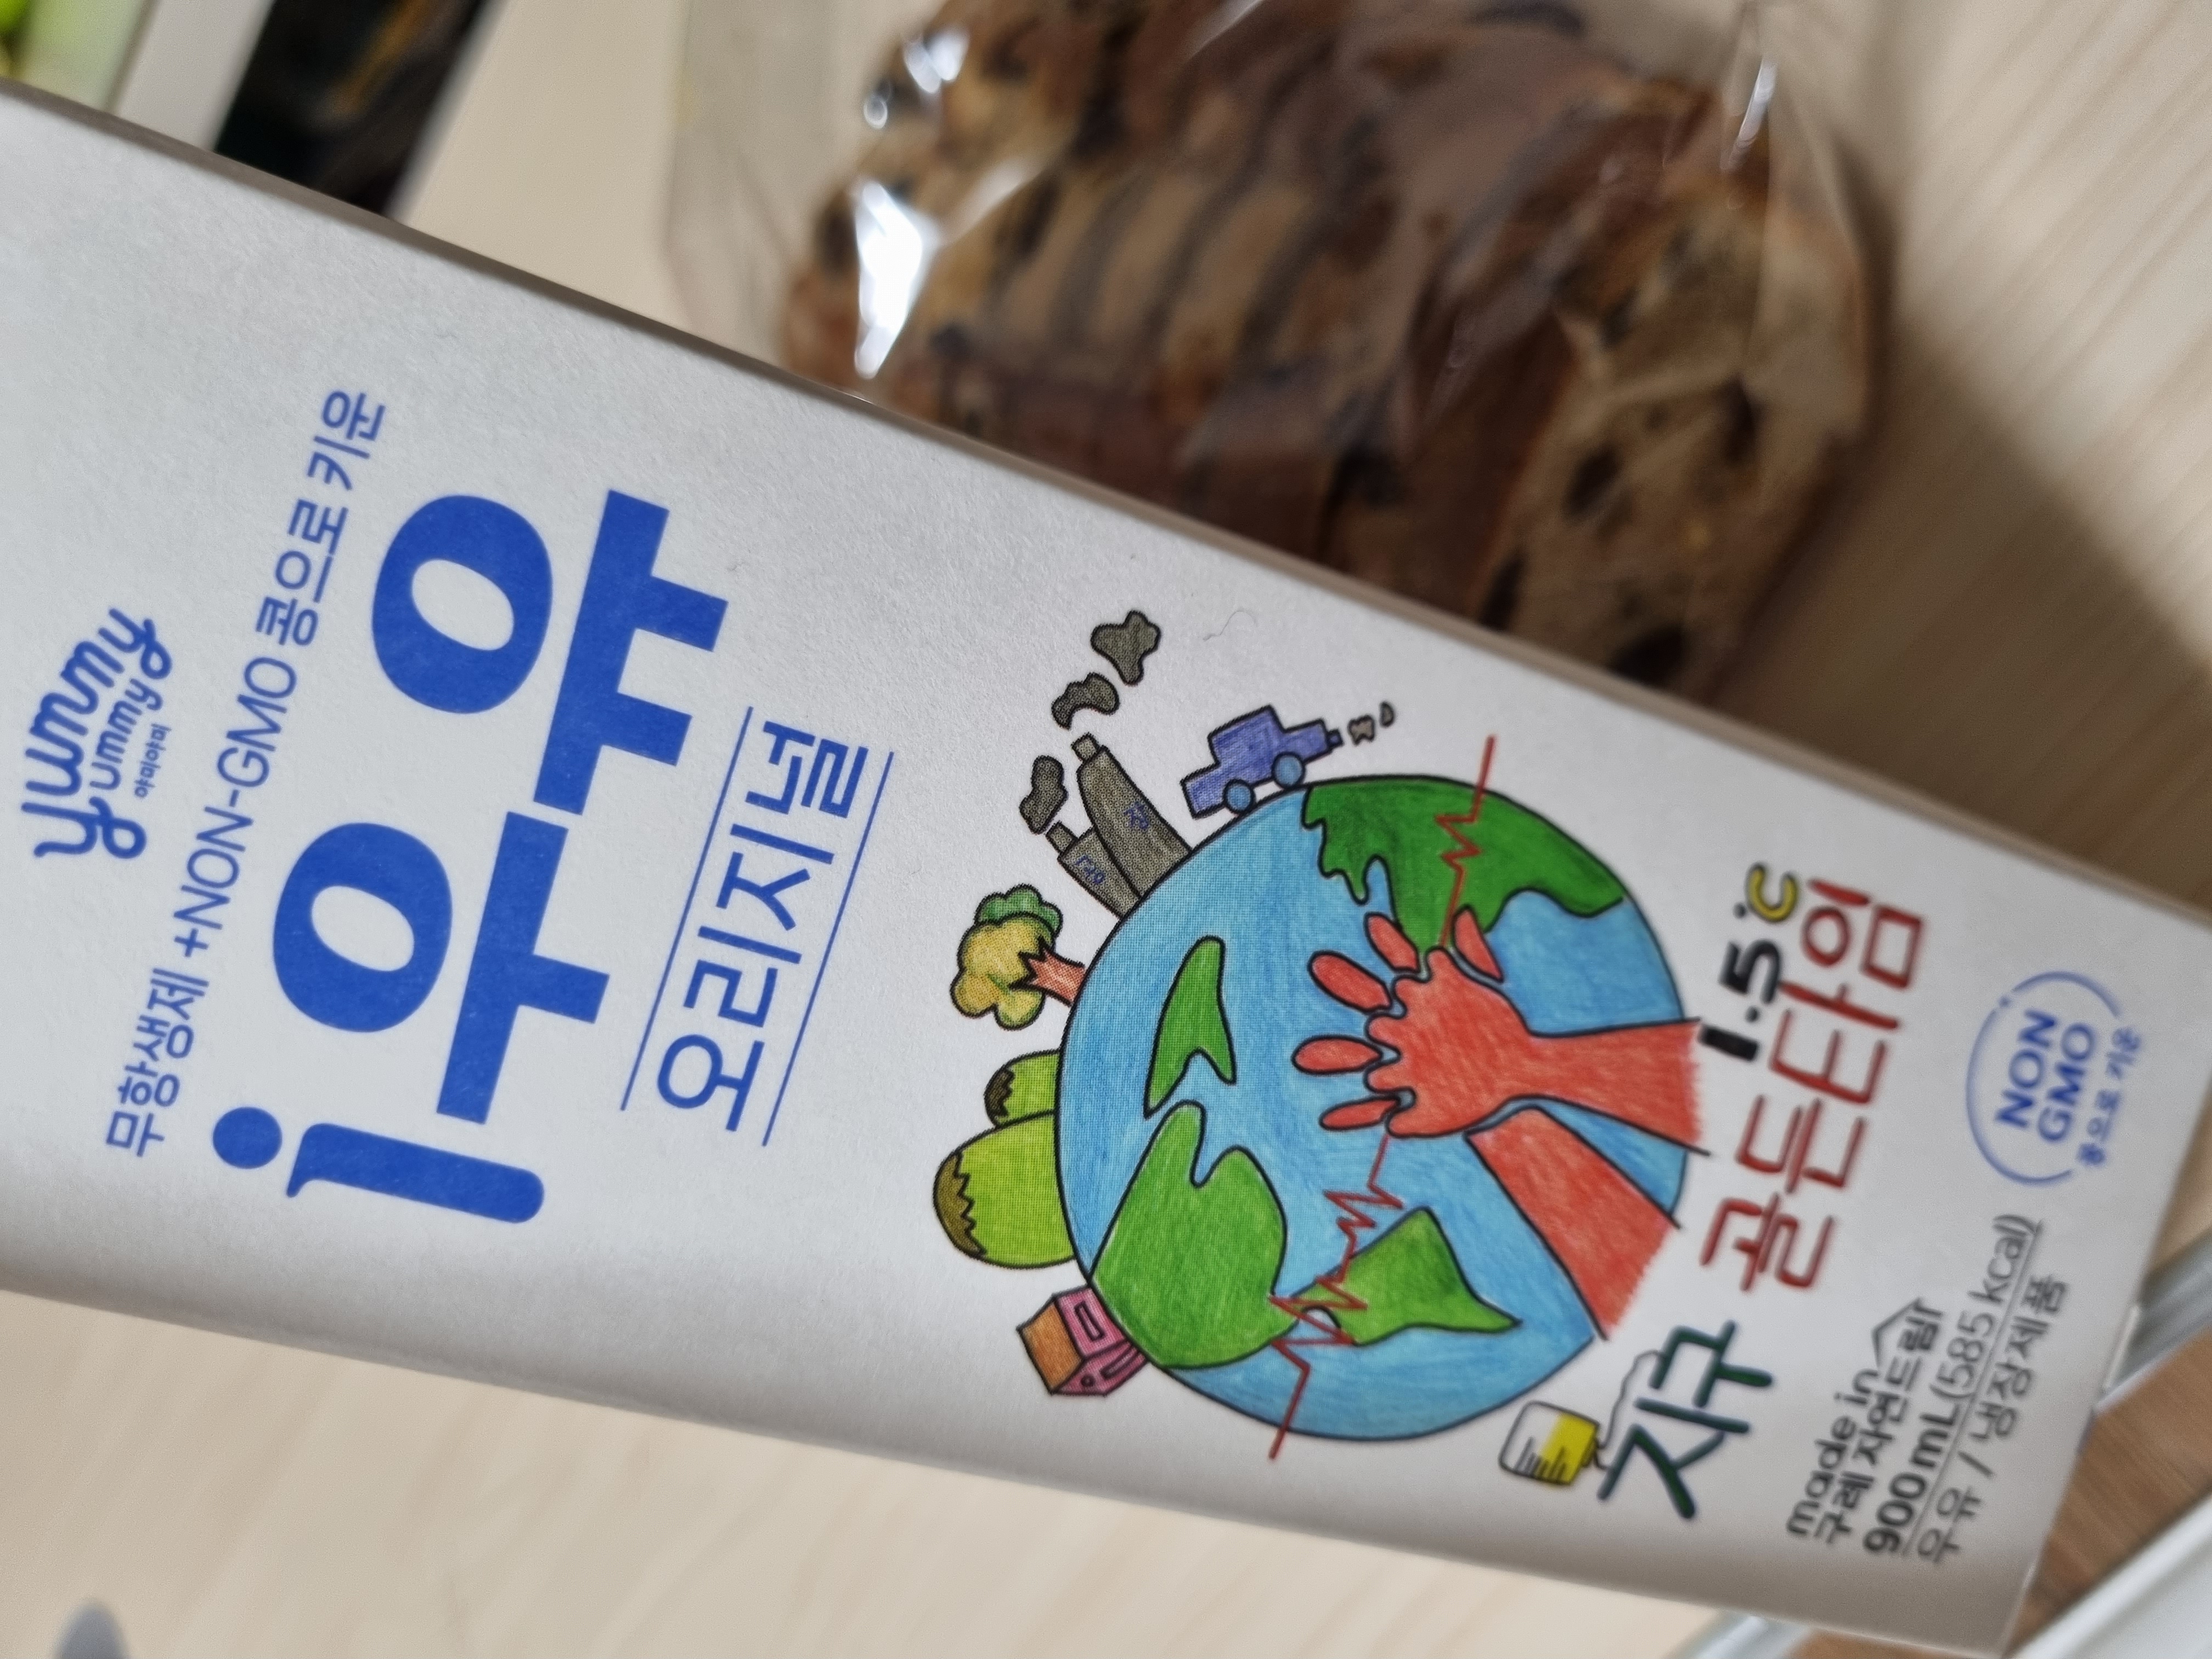 yummy
yummy
야미야미
무항생제 +NON-GMO 콩으로 키운
i우유
오리지널
1.5℃
지구 골든타임
made in
구례 자연드림
900 mL(585 kcal)
우유 / 냉장제품
NON
GMO
콩으로 키운